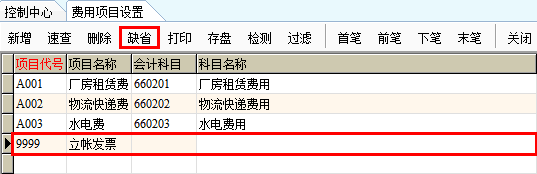 控制中心 费用项目设置
新增 速查 删除 缺省 打印 存盘 检测 过滤 首笔 前笔 下笔 末笔 关闭
项目代号 项目名称 会计科目 科目名称
A001 厂房租赁费 660201 厂房租赁费用
A002 物流快递费 660202 物流快递费用
A003 水电费 660203 水电费用
9999 立帐发票